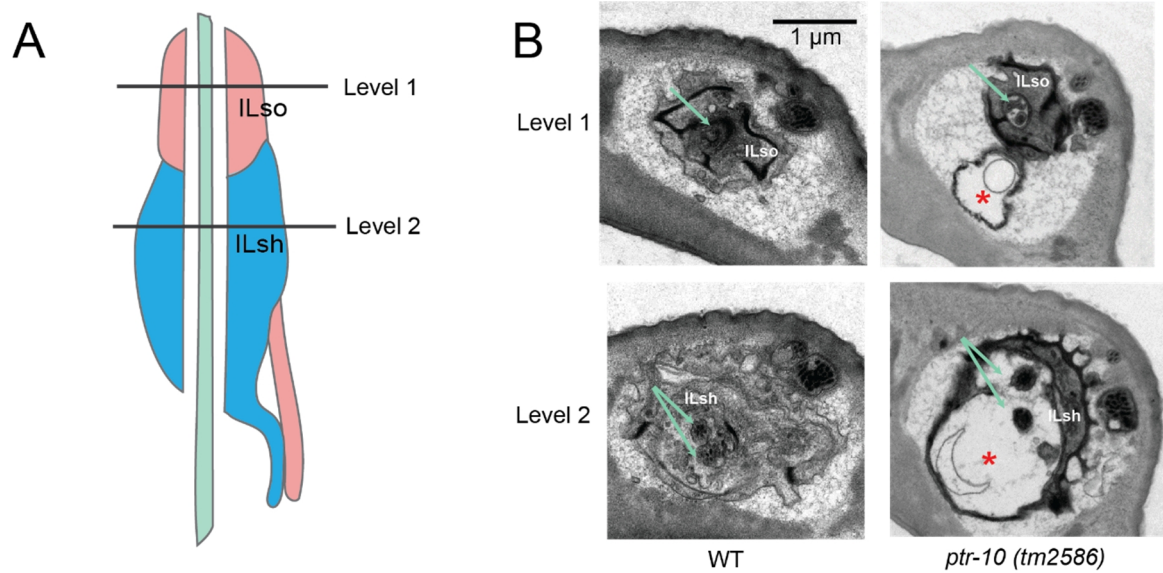 A
Level 1
ILso
Level 2
ILsh
B
1 µm
Level 1
ILso
ILso
*
Level 2
ILsh
ILsh
*
WT
ptr-10 (tm2586)